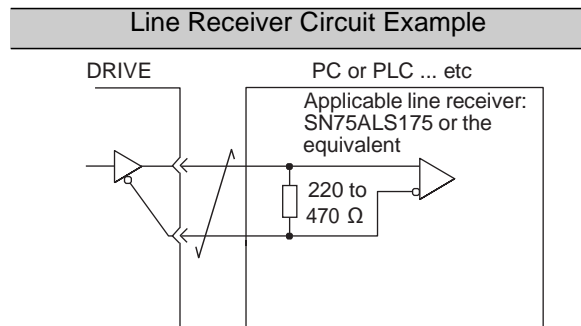 Line Receiver Circuit Example
DRIVE
PC or PLC ... etc
Applicable line receiver:
SN75ALS175 or the
equivalent
220 to
470 Ω